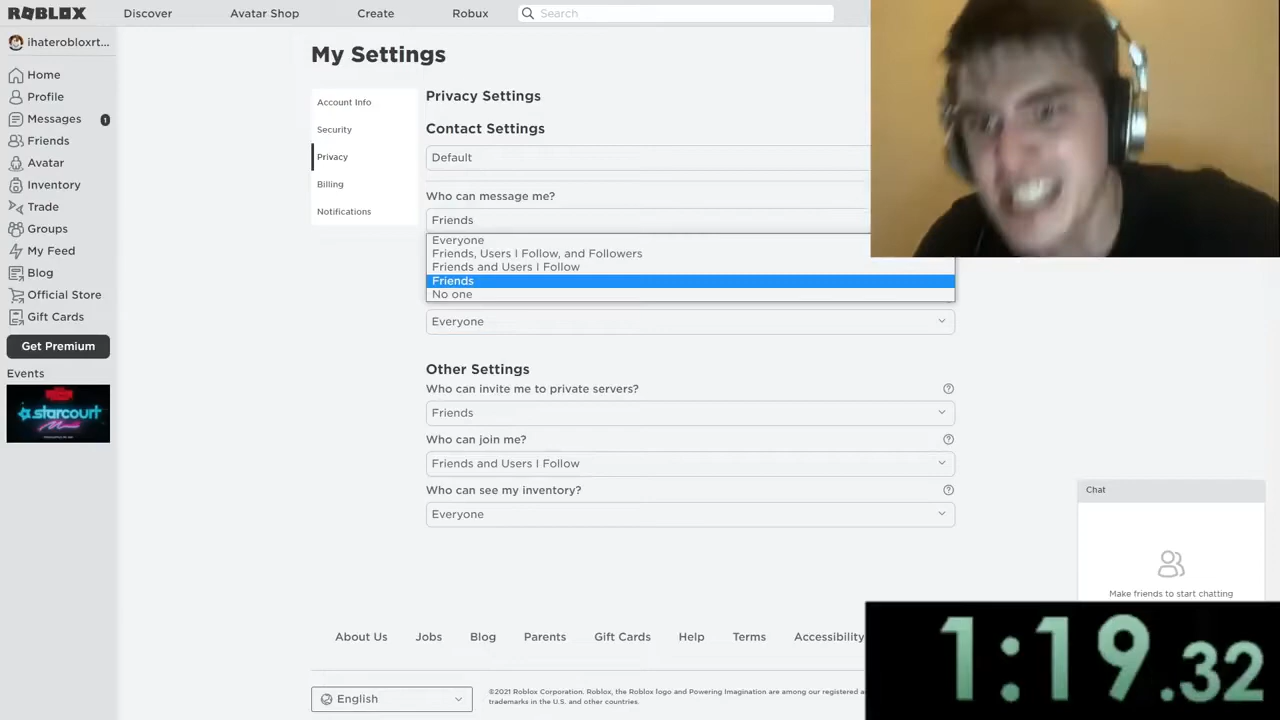 ROBLOX
Discover
Avatar Shop
Create
Robux
Search
ihaterobloxrt...
Home
Profile
Messages
1
Friends
Avatar
Inventory
Trade
Groups
My Feed
Blog
Official Store
Gift Cards
Get Premium
Events
starcourt
My Settings
Account Info
Security
Privacy
Billing
Notifications
Privacy Settings
Contact Settings
Default
Who can message me?
Friends
Everyone
Friends, Users I Follow, and Followers
Friends and Users I Follow
Friends
No one
Everyone
Other Settings
Who can invite me to private servers?
Friends
Who can join me?
Friends and Users I Follow
Who can see my inventory?
Everyone
Chat
Make friends to start chatting
About Us
Jobs
Blog
Parents
Gift Cards
Help
Terms
Accessibility
English
©2021 Roblox Corporation. Roblox, the Roblox logo and Powering Imagination are among our registered a
trademarks in the U.S. and other countries.
1:19.32